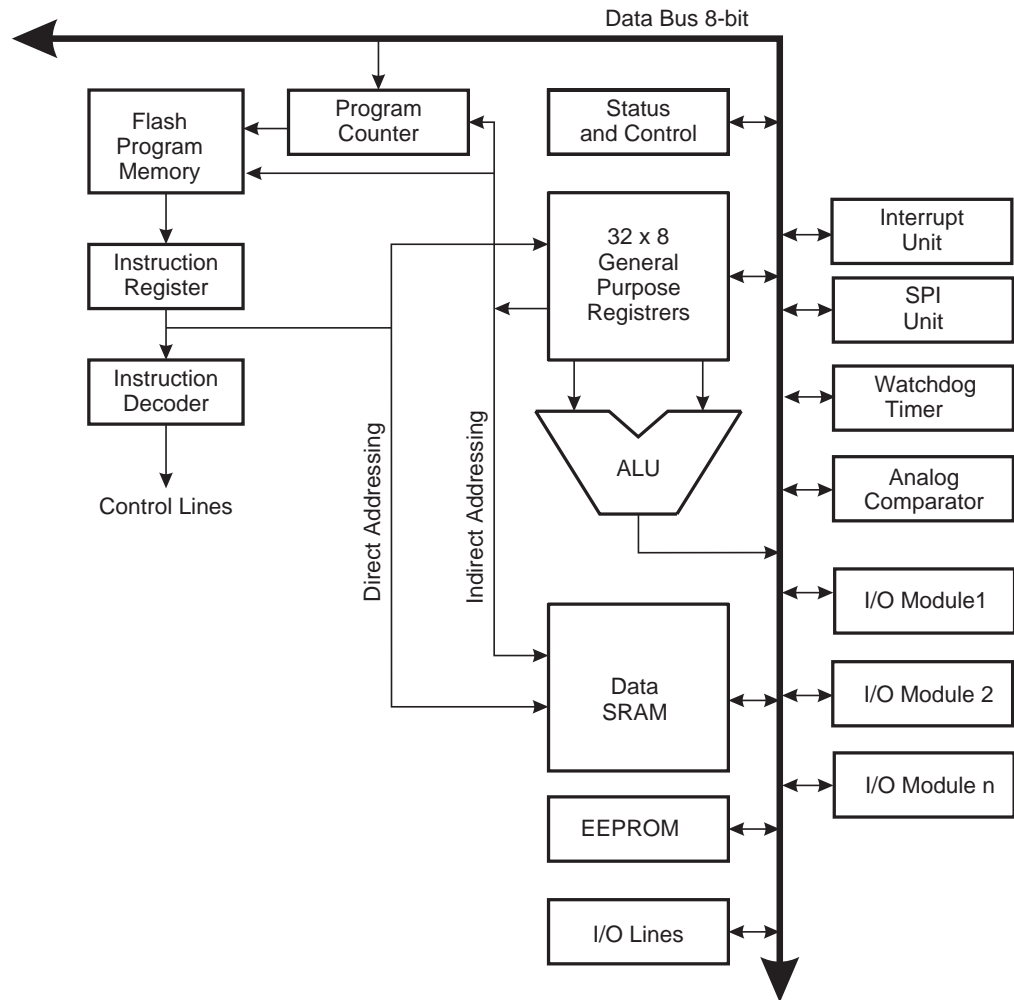 Data Bus 8-bit
Flash
Program
Memory
Program
Counter
Status
and Control
Interrupt
Unit
32 x 8
General
Purpose
Registrers
Instruction
Register
SPI
Unit
Instruction
Decoder
Watchdog
Timer
ALU
Analog
Comparator
Control Lines
Direct Addressing
Indirect Addressing
I/O Module1
Data
SRAM
I/O Module 2
I/O Module n
EEPROM
I/O Lines